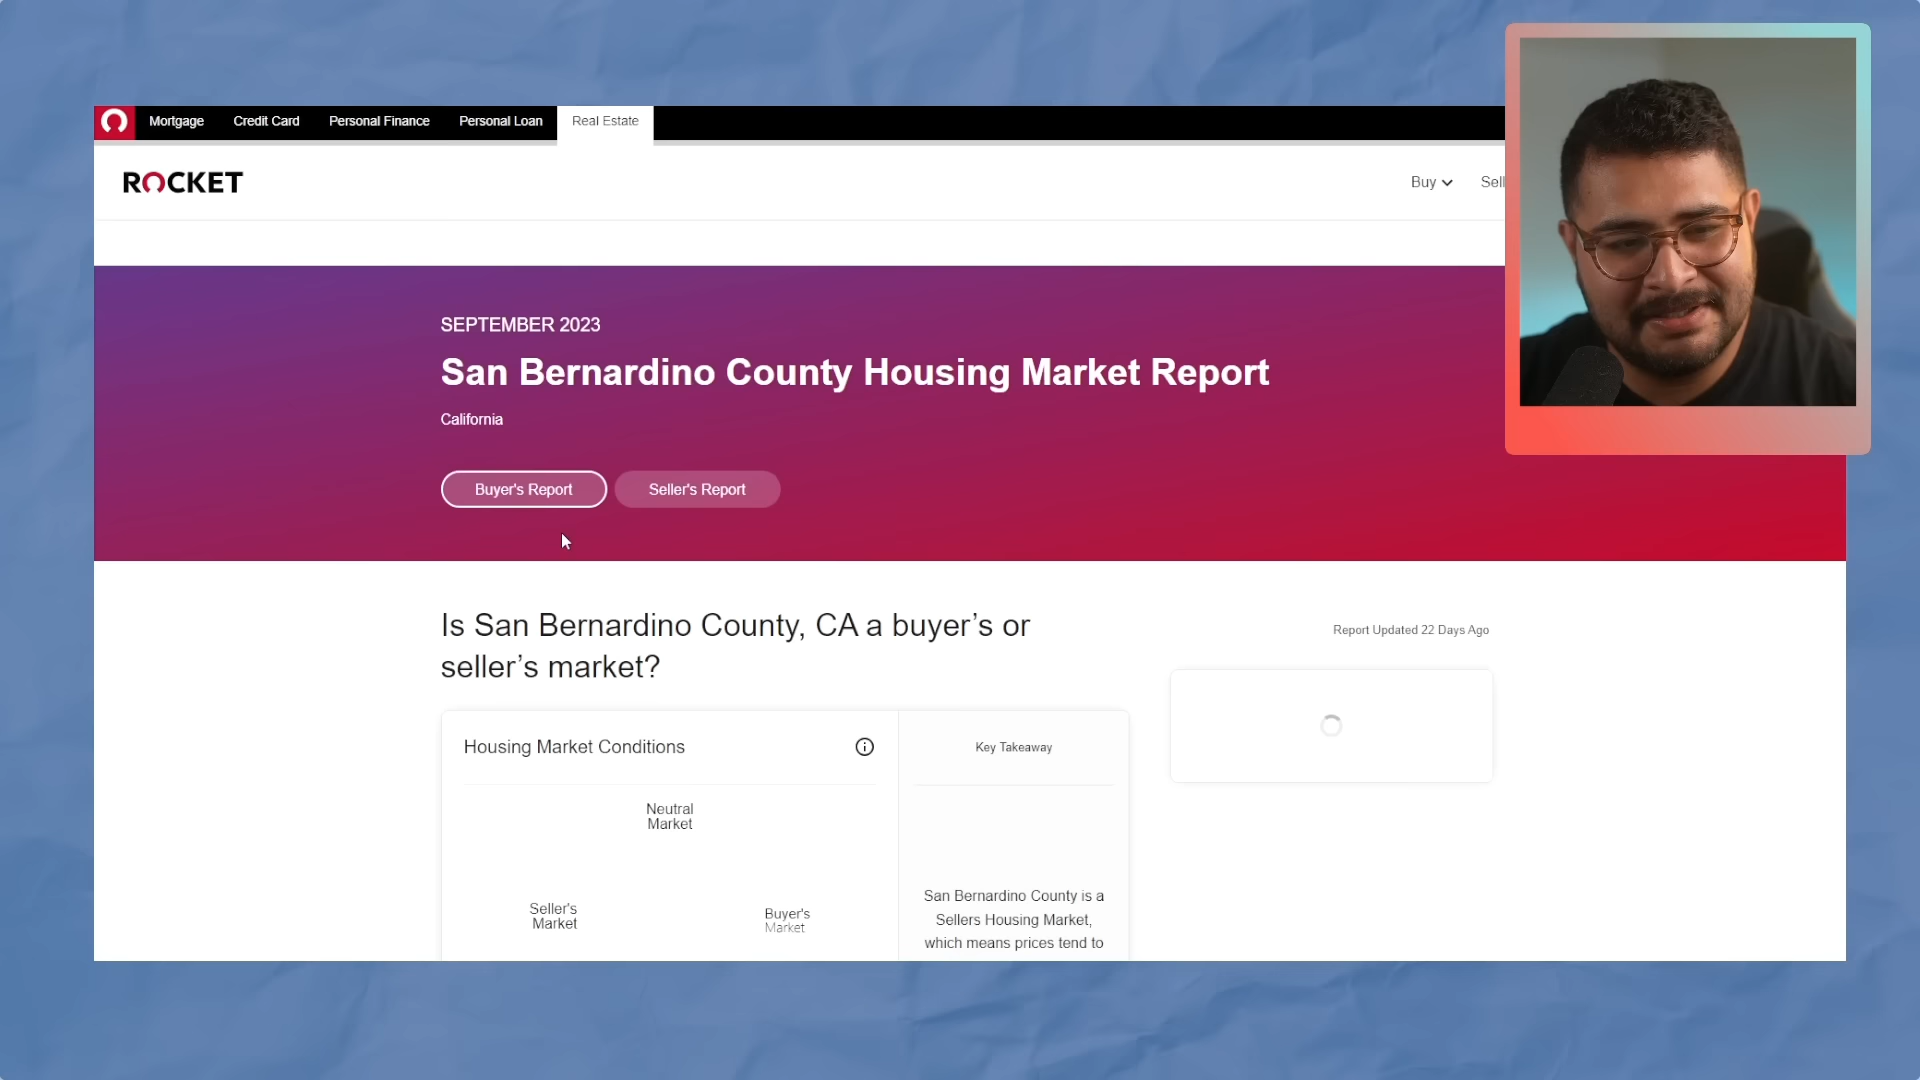 Mortgage Credit Card Personal Finance Personal Loan Real Estate
ROCKET
Buy Sell
SEPTEMBER 2023
San Bernardino County Housing Market Report
California
Buyer's Report Seller's Report
Is San Bernardino County, CA a buyer’s or
seller’s market?
Report Updated 22 Days Ago
Housing Market Conditions
Key Takeaway
Neutral
Market
Seller's
Market
Buyer's
Market
San Bernardino County is a
Sellers Housing Market,
which means prices tend to